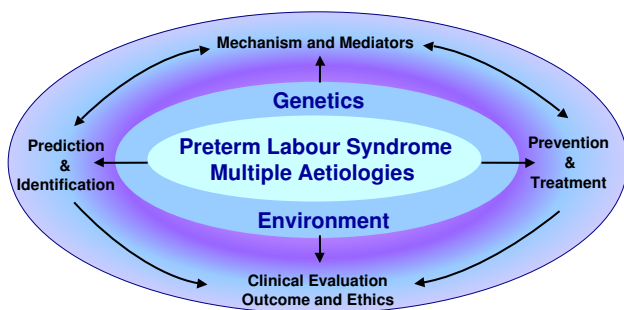 Mechanism and Mediators
Genetics
Prediction
&
Identification
Preterm Labour Syndrome
Multiple Aetiologies
Prevention
&
Treatment
Environment
Clinical Evaluation
Outcome and Ethics